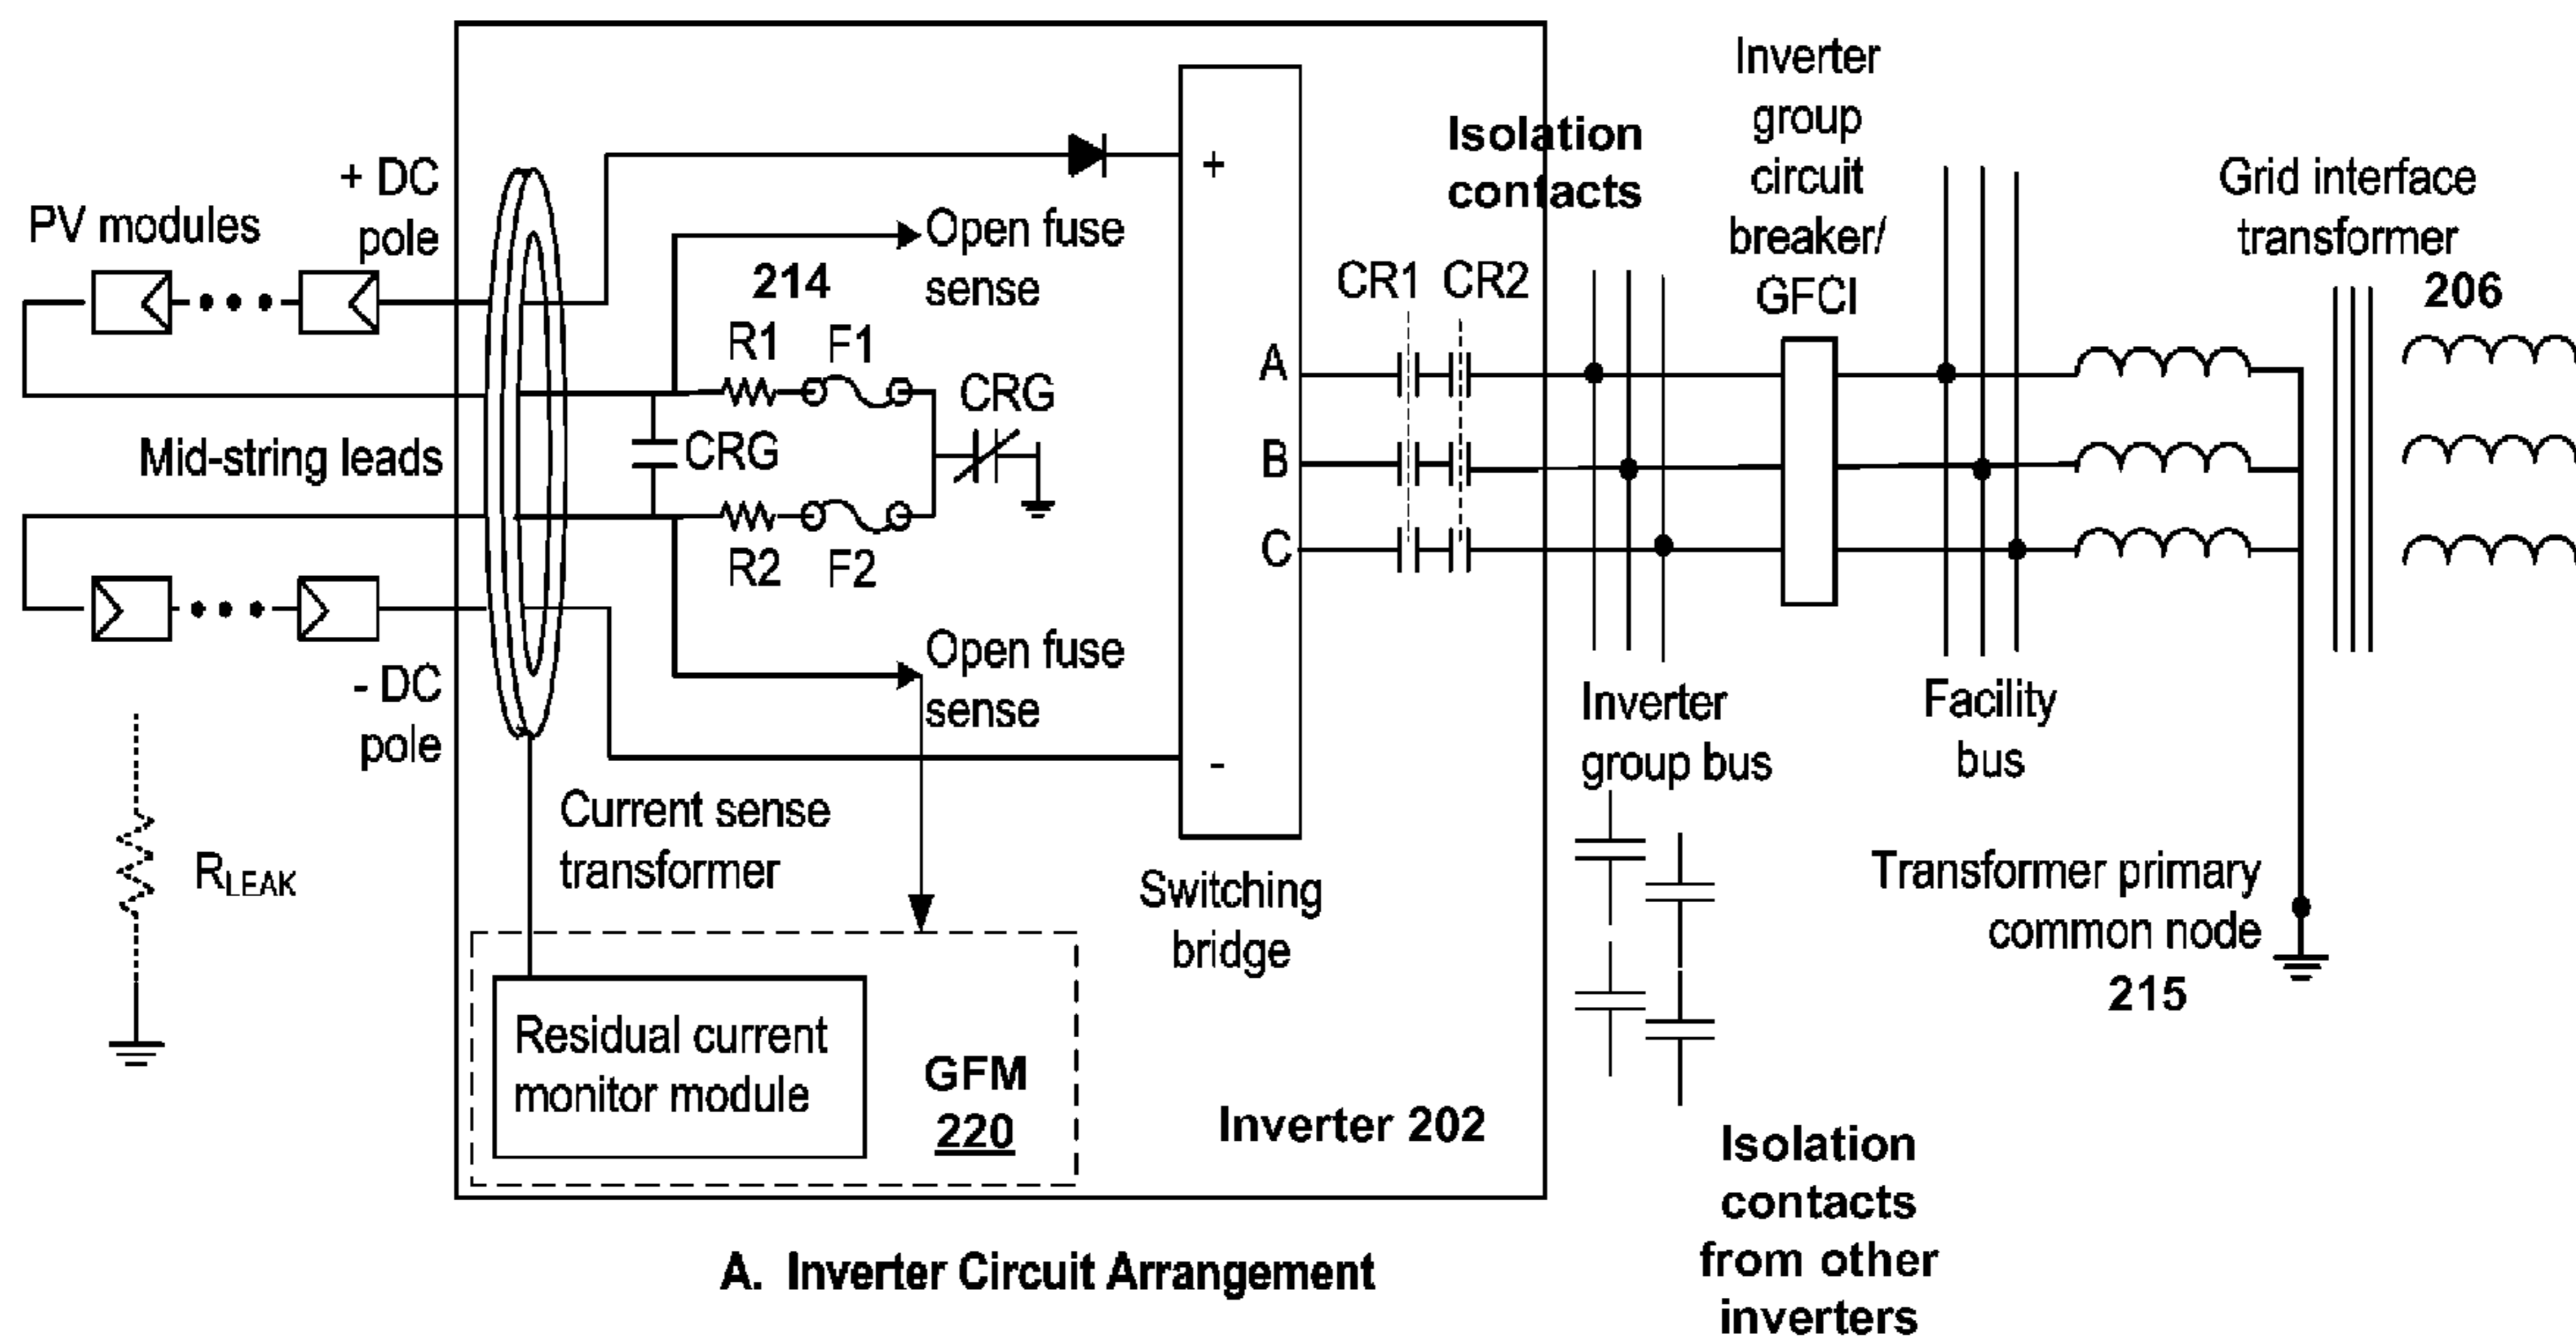 Inverter
group
circuit
breaker/
GFCI
Isolation
contacts
Grid interface
transformer
206
+ DC
pole
PV modules
+
Open fuse
sense
214
R1
F1
CR1
CR2
A
CRG
CRG
Mid-string leads
B
C
R2
F2
Open fuse
sense
- DC
pole
-
Inverter
group bus
Facility
bus
Current sense
transformer
RLEAK
Switching
bridge
Transformer primary
common node
215
Residual current
monitor module
GFM
220
Inverter 202
Isolation
contacts
from other
inverters
A. Inverter Circuit Arrangement